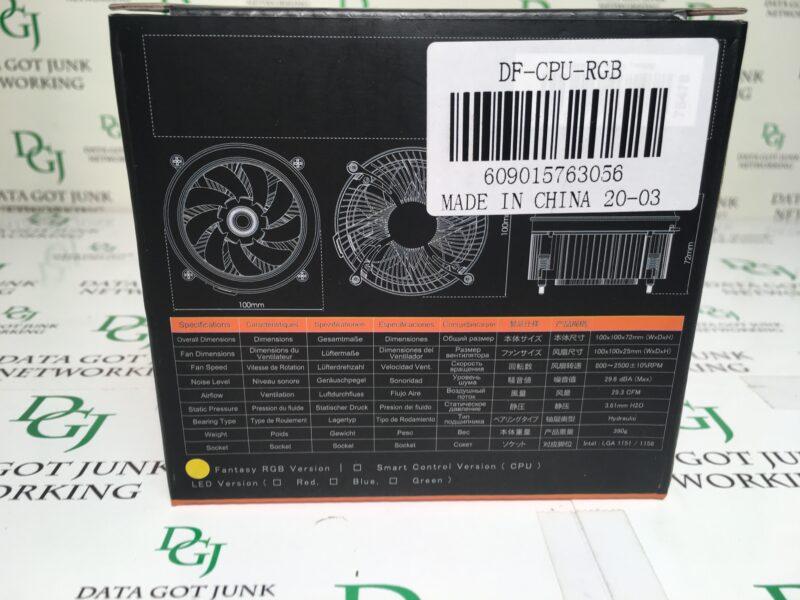 DF-CPU-RGB
609015763056
MADE IN CHINA 20-03
100mm
100mm
72mm
Specifications Caracteristiques Spezifikationen Especificaciones 製品仕様 产品规格
Overall Dimensions Dimensions Gesamtmaße Dimensiones Общий размер 本体サイズ 本体尺寸 100x100x72mm (WxDxH)
Fan Dimensions Dimensions du Ventilateur Lüftermaße Dimensiones del Ventilador Размер вентилятора ファンサイズ 风扇尺寸 100x100x25mm (WxDxH)
Fan Speed Vitesse de Rotation Lüfterdrehzahl Velocidad Vent. Скорость вращения 回転数 风扇转速 800~2500±10%RPM
Noise Level Niveau sonore Geräuschpegel Sonoridad Уровень шума 騒音値 噪音值 29.6 dBA (Max)
Airflow Ventilation Luftdurchfluss Flujo Aire Воздушный поток 風量 风量 29.3 CFM
Static Pressure Pression du fluide Statischer Druck Presion del fluido Статическое давление 静圧 静压 3.61mm H2O
Bearing Type Type de Roulement Lagertyp Tipo de Rodamiento Тип подшипника ベアリングタイプ 轴承类型 Hydraulic
Weight Poids Gewicht Peso Вес 本体重量 产品重量 390g
Socket Socket Socket Socket Сокет ソケット 对应脚位 Intel : LGA 1151 / 1156
Fantasy RGB Version | □ Smart Control Version ( CPU )
LED Version ( □ Red, □ Blue, □ Green )
DGJ
DATA GOT JUNK
NETWORKING